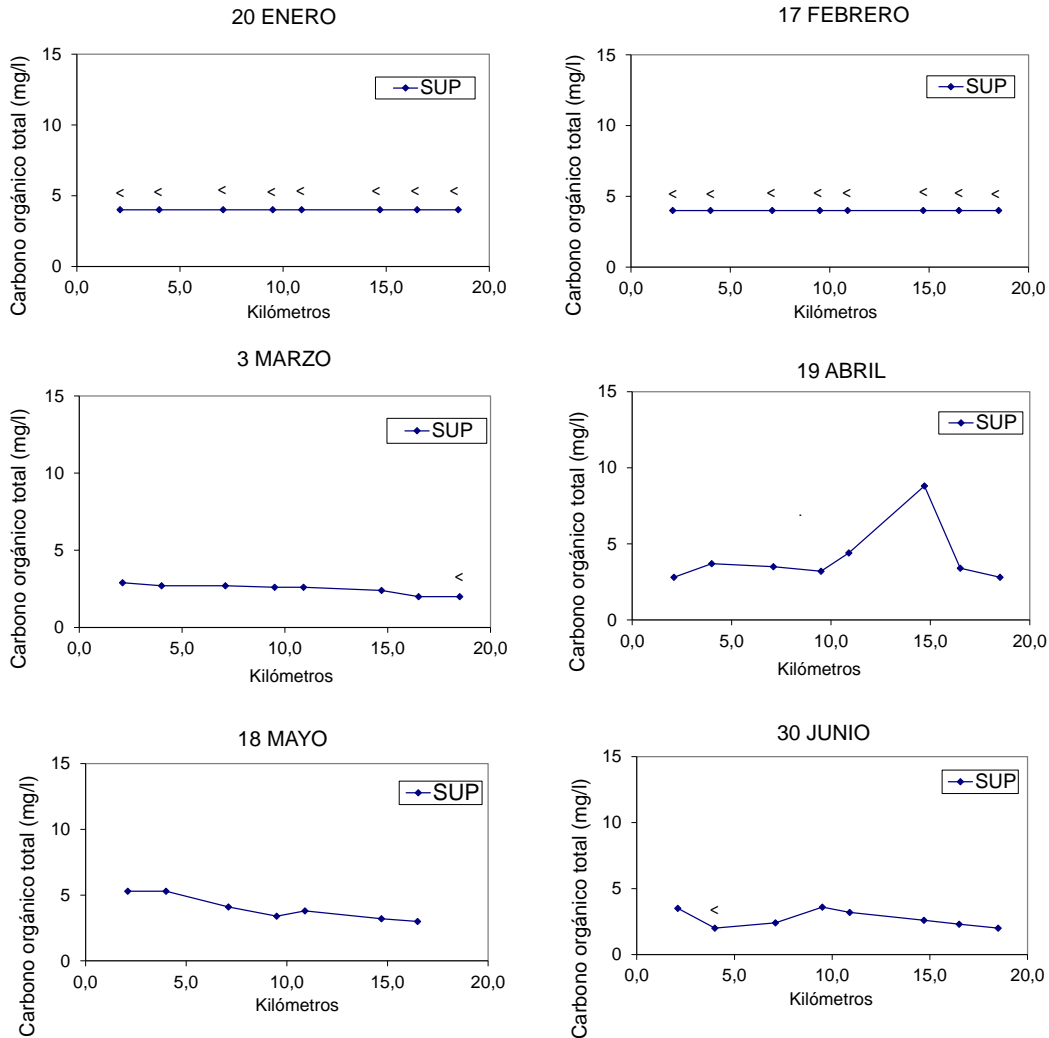 20 ENERO
Carbono orgánico total (mg/l)
15
10
5
0
SUP
< < < < < < < <
0,0 5,0 10,0 15,0 20,0
Kilómetros
17 FEBRERO
Carbono orgánico total (mg/l)
15
10
5
0
SUP
< < < < < < < <
0,0 5,0 10,0 15,0 20,0
Kilómetros
3 MARZO
Carbono orgánico total (mg/l)
15
10
5
0
SUP
<
0,0 5,0 10,0 15,0 20,0
Kilómetros
19 ABRIL
Carbono orgánico total (mg/l)
15
10
5
0
SUP
0,0 5,0 10,0 15,0 20,0
Kilómetros
18 MAYO
Carbono orgánico total (mg/l)
15
10
5
0
SUP
0,0 5,0 10,0 15,0 20,0
Kilómetros
30 JUNIO
Carbono orgánico total (mg/l)
15
10
5
0
SUP
<
0,0 5,0 10,0 15,0 20,0
Kilómetros